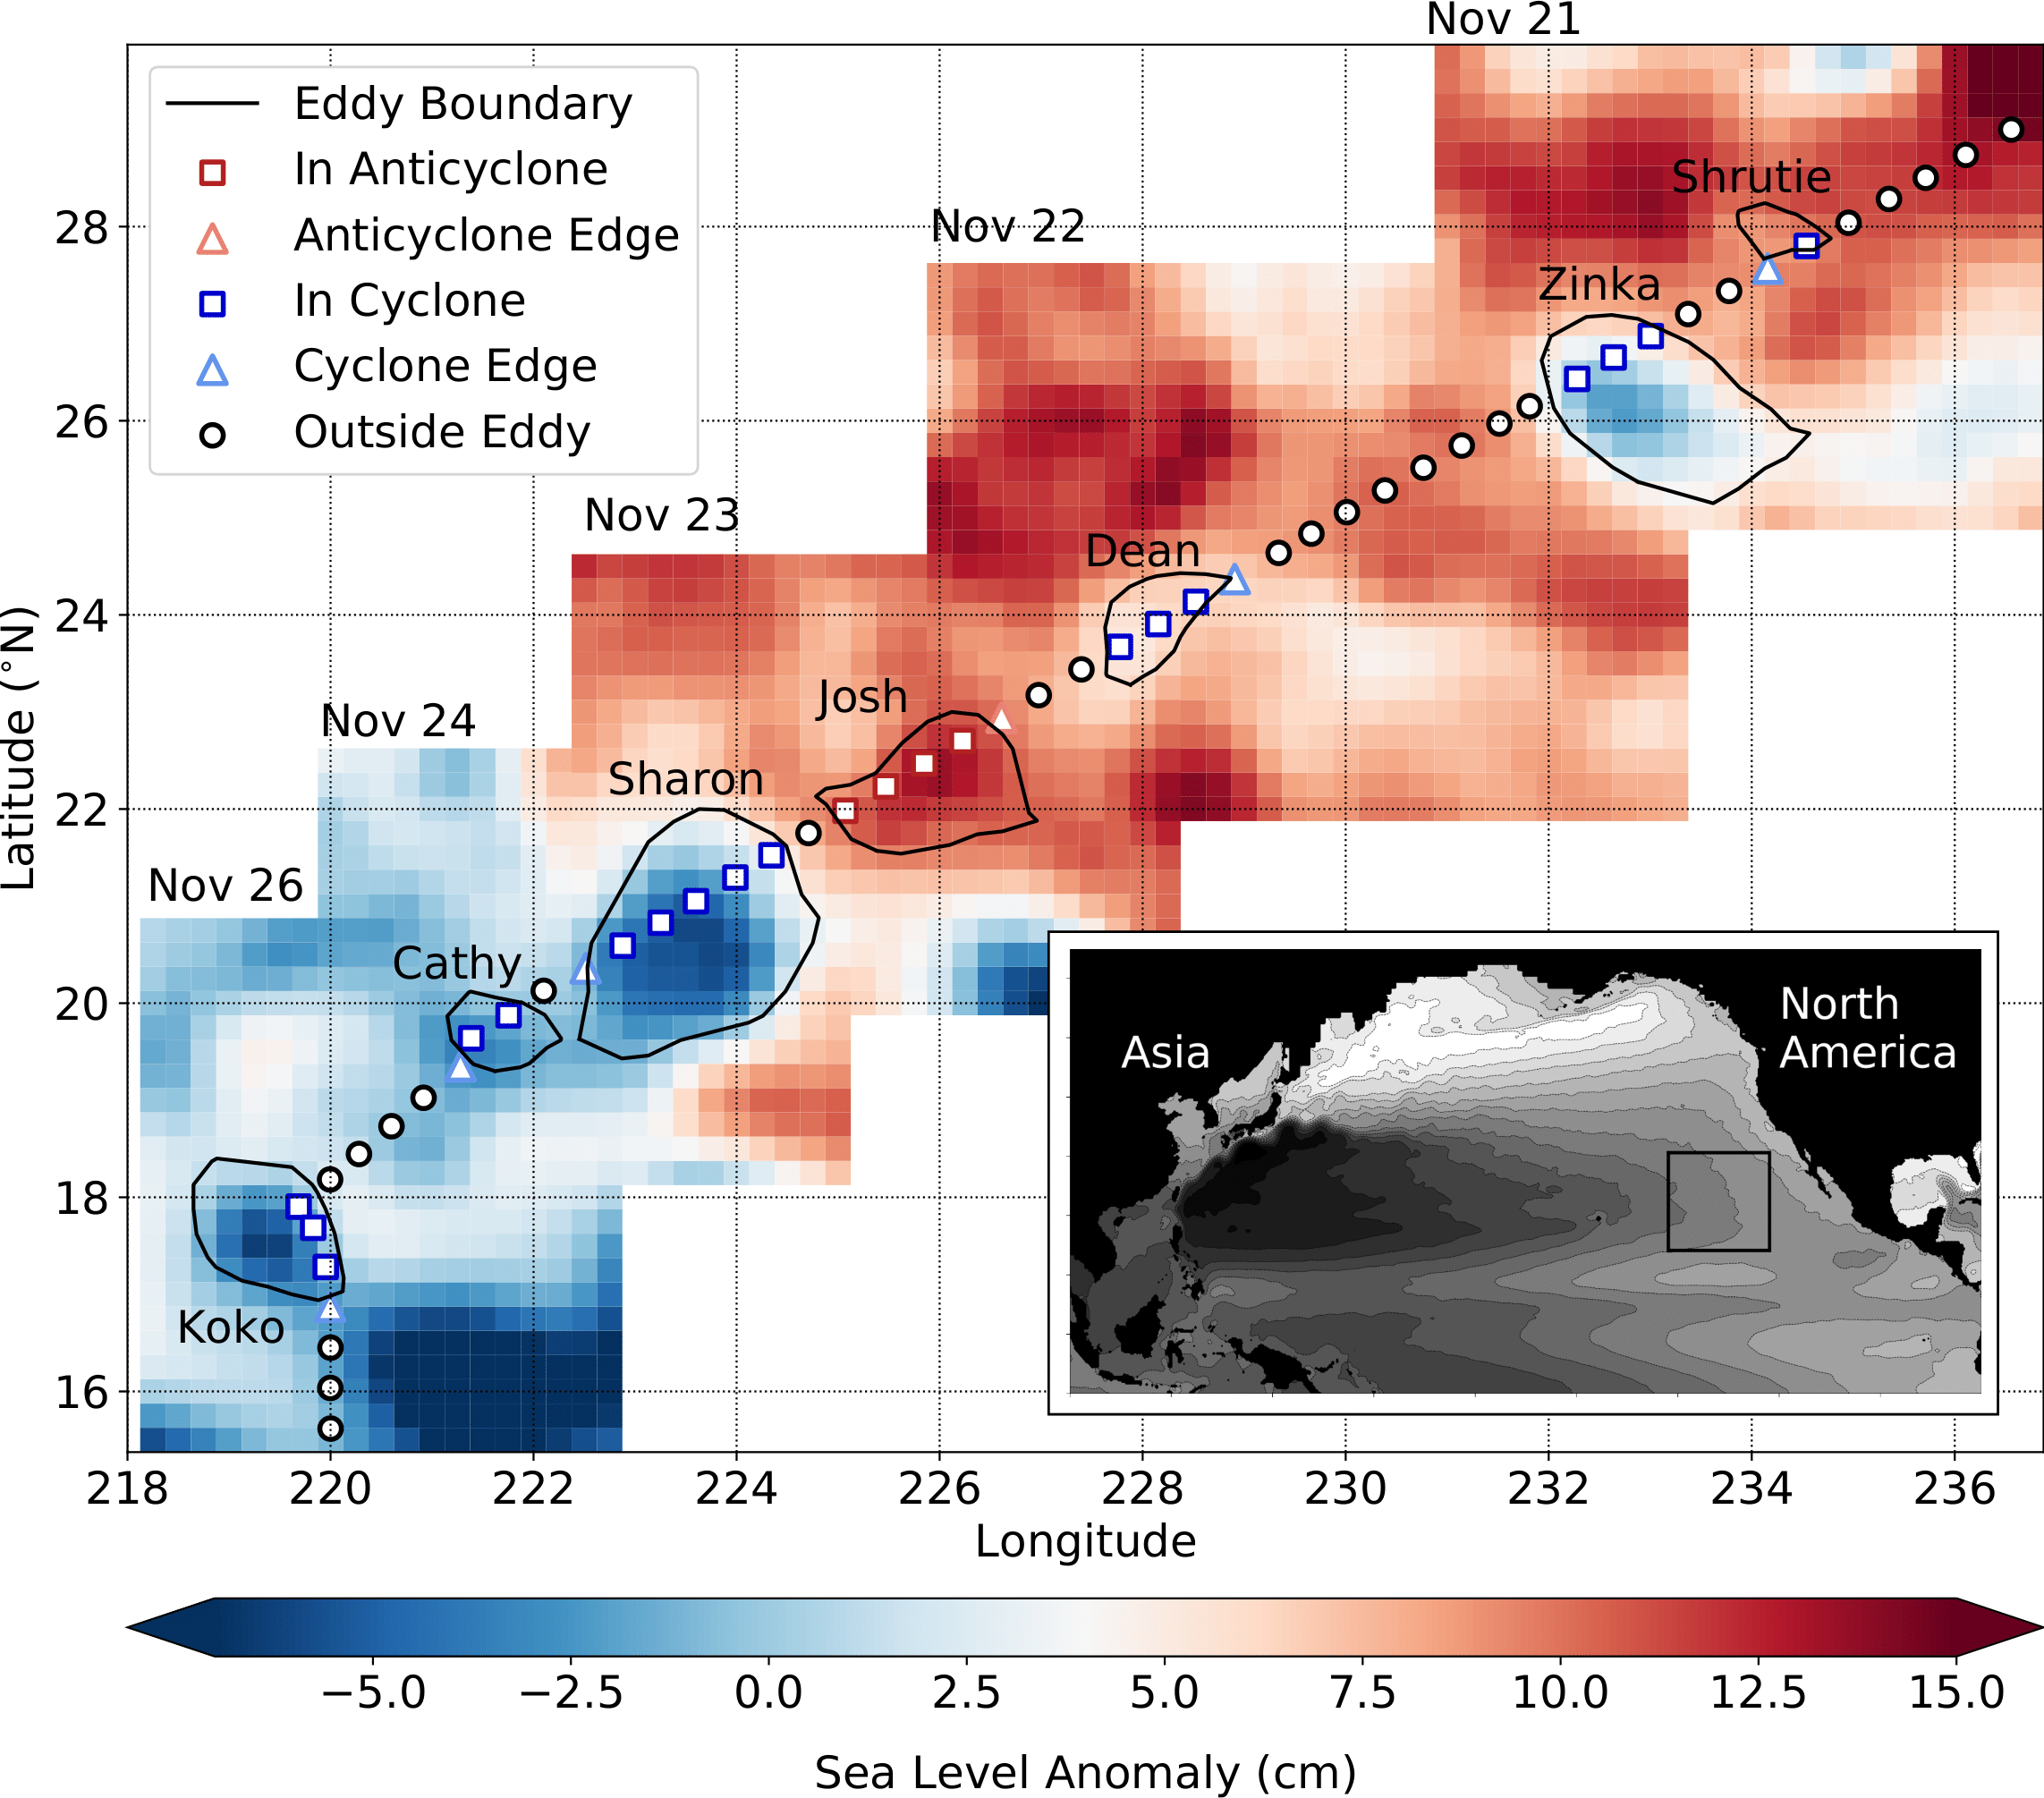 Nov 21
Eddy Boundary
In Anticyclone
Anticyclone Edge
In Cyclone
Cyclone Edge
Outside Eddy
Shrutie
Nov 22
Zinka
Nov 23
Dean
Josh
Nov 24
Sharon
Nov 26
Cathy
Koko
Asia
North
America
28
26
24
22
20
18
16
Latitude (°N)
218 220 222 224 226 228 230 232 234 236
Longitude
−5.0 −2.5 0.0 2.5 5.0 7.5 10.0 12.5 15.0
Sea Level Anomaly (cm)